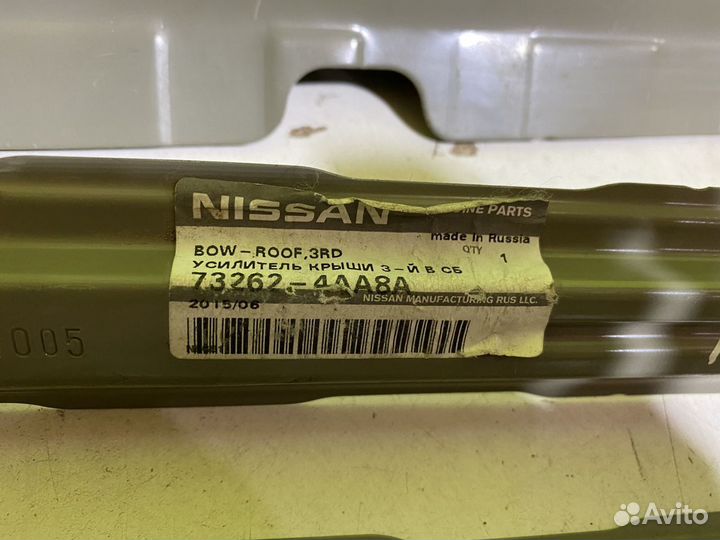 NISSAN
PARTS
made in Russia
BOW-ROOF,3RD
QTY
1
УСИЛИТЕЛЬ КРЫШИ 3-Й В СБ
73262-4AA8A
2015/06
NISSAN MANUFACTURING RUS LLC.
005
Avito